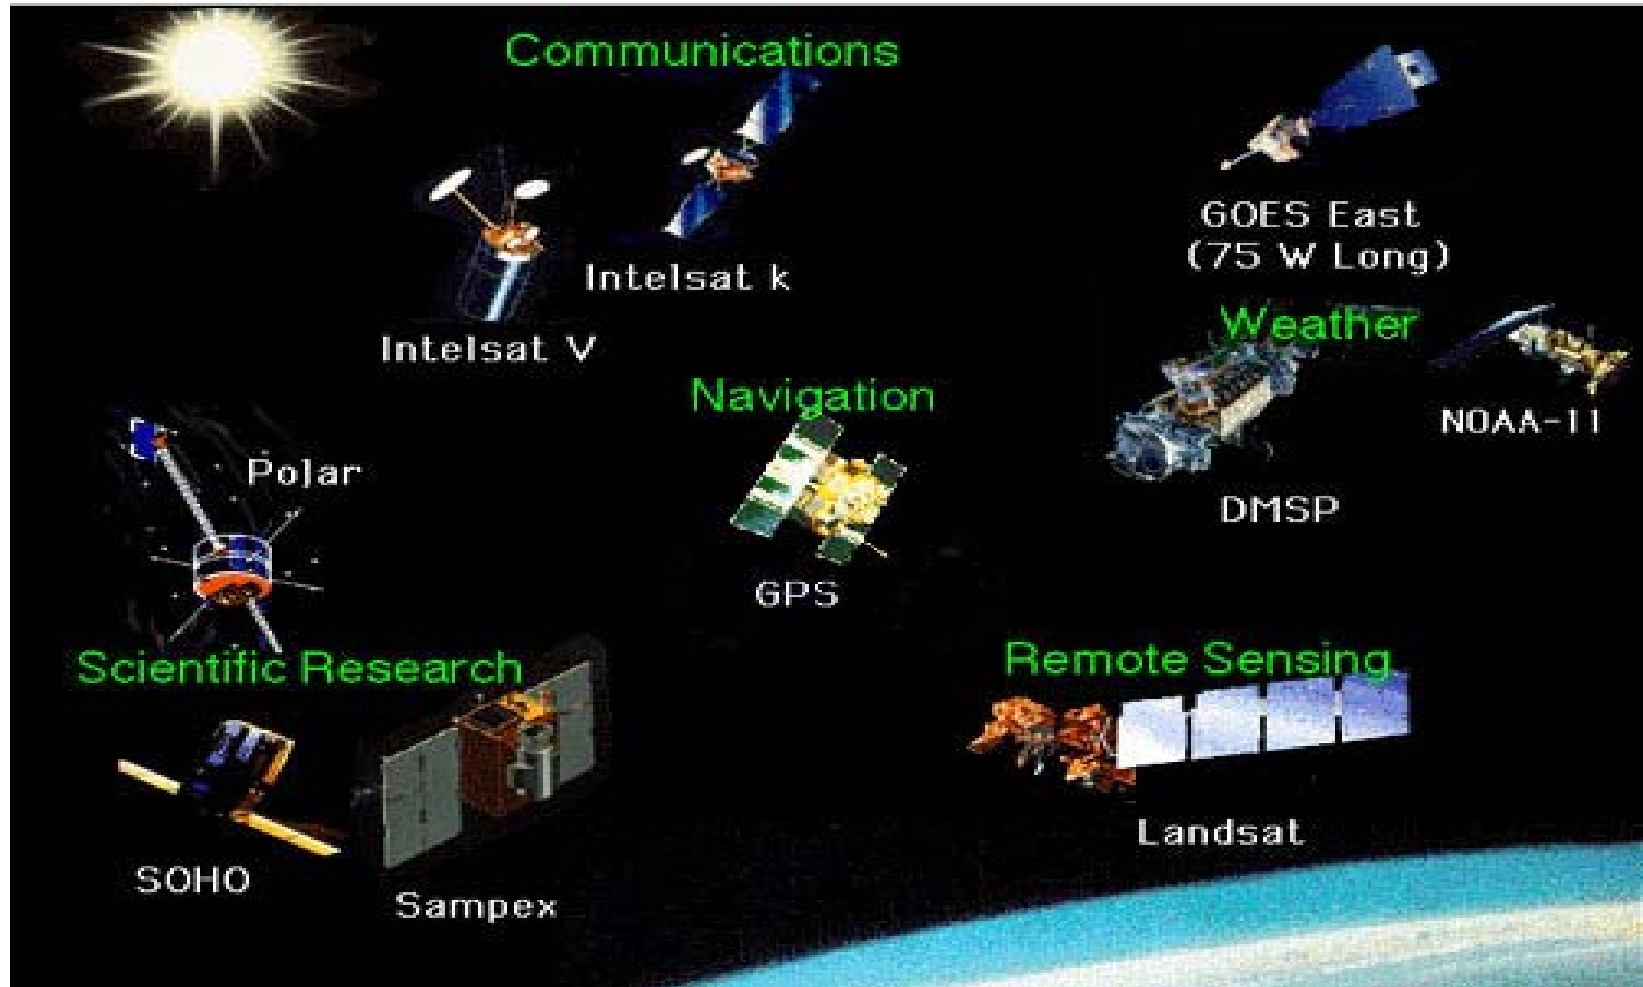 Communications
GOES East
(75 W Long)
Intelsat k
Intelsat V
Weather
Navigation
NOAA-11
Polar
DMSP
GPS
Scientific Research
Remote Sensing
Landsat
SOHO
Sampex